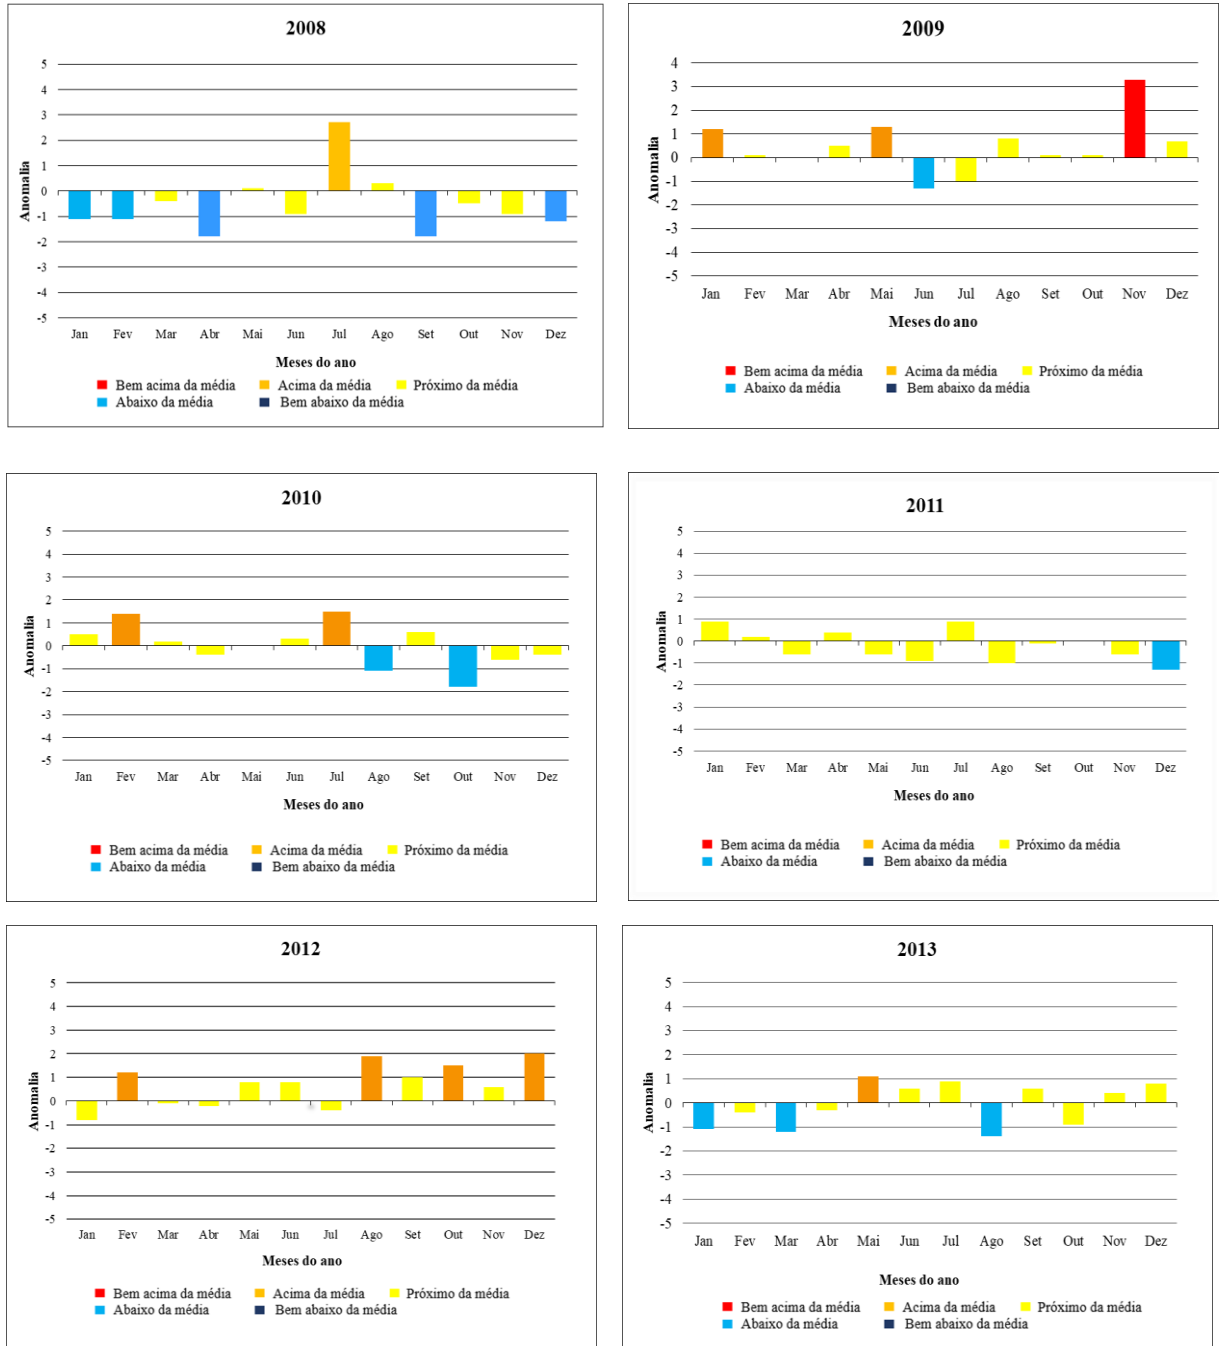 2008
5
4
3
2
1
0
-1
-2
-3
-4
-5
Anomalia
Jan Fev Mar Abr Mai Jun Jul Ago Set Out Nov Dez
Meses do ano
Bem acima da média Acima da média Próximo da média
Abaixo da média Bem abaixo da média
2009
4
3
2
1
0
-1
-2
-3
-4
-5
Anomalia
Jan Fev Mar Abr Mai Jun Jul Ago Set Out Nov Dez
Meses do ano
Bem acima da média Acima da média Próximo da média
Abaixo da média Bem abaixo da média
2010
5
4
3
2
1
0
-1
-2
-3
-4
-5
Anomalia
Jan Fev Mar Abr Mai Jun Jul Ago Set Out Nov Dez
Meses do ano
Bem acima da média Acima da média Próximo da média
Abaixo da média Bem abaixo da média
2011
5
4
3
2
1
0
-1
-2
-3
-4
-5
Anomalia
Jan Fev Mar Abr Mai Jun Jul Ago Set Out Nov Dez
Meses do ano
Bem acima da média Acima da média Próximo da média
Abaixo da média Bem abaixo da média
2012
5
4
3
2
1
0
-1
-2
-3
-4
-5
Anomalia
Jan Fev Mar Abr Mai Jun Jul Ago Set Out Nov Dez
Meses do ano
Bem acima da média Acima da média Próximo da média
Abaixo da média Bem abaixo da média
2013
5
4
3
2
1
0
-1
-2
-3
-4
-5
Anomalia
Jan Fev Mar Abr Mai Jun Jul Ago Set Out Nov Dez
Meses do ano
Bem acima da média Acima da média Próximo da média
Abaixo da média Bem abaixo da média